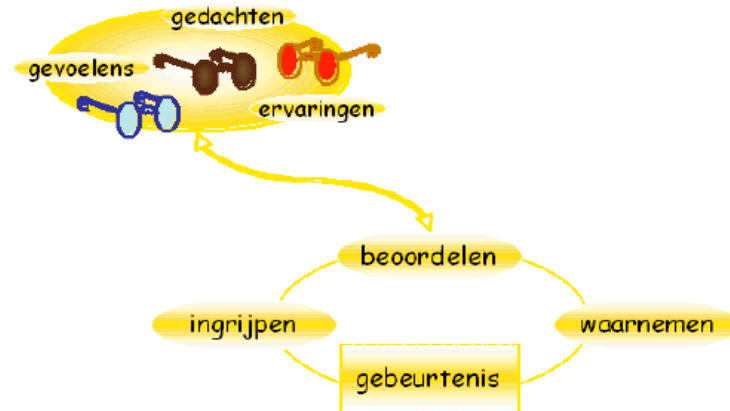 gedachten
gevoelens
ervaringen
beoordelen
ingrijpen
waarnemen
gebeurtenis